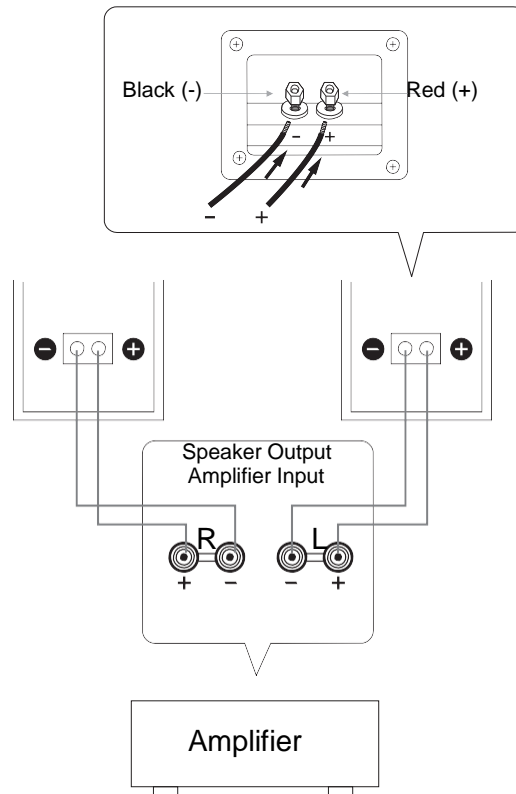 Black (-)
Red (+)
- +
-
+
- +
- +
Speaker Output
Amplifier Input
R L
+ - - +
Amplifier